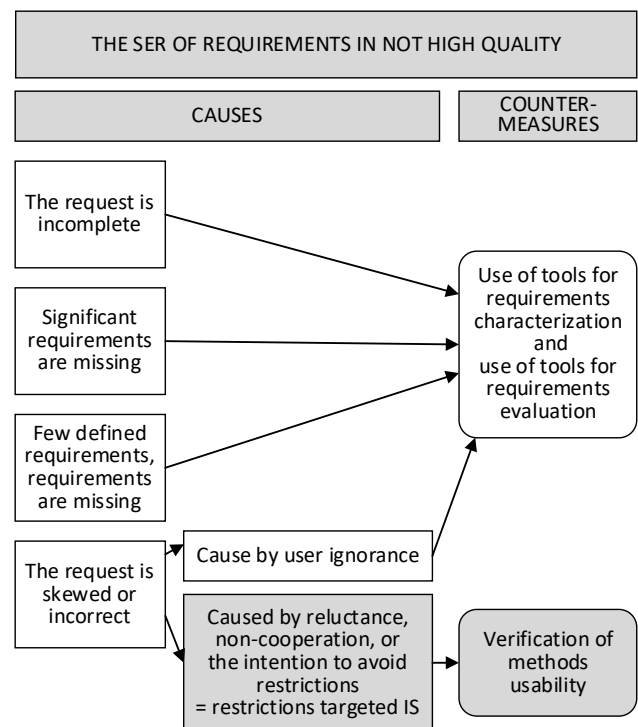 THE SER OF REQUIREMENTS IN NOT HIGH QUALITY
CAUSES
COUNTER-
MEASURES
The request is
incomplete
Significant
requirements
are missing
Few defined
requirements,
requirements
are missing
The request is
skewed or
incorrect
Cause by user ignorance
Caused by reluctance,
non-cooperation, or
the intention to avoid
restrictions
= restrictions targeted IS
Use of tools for
requirements
characterization
and
use of tools for
requirements
evaluation
Verification of
methods
usability